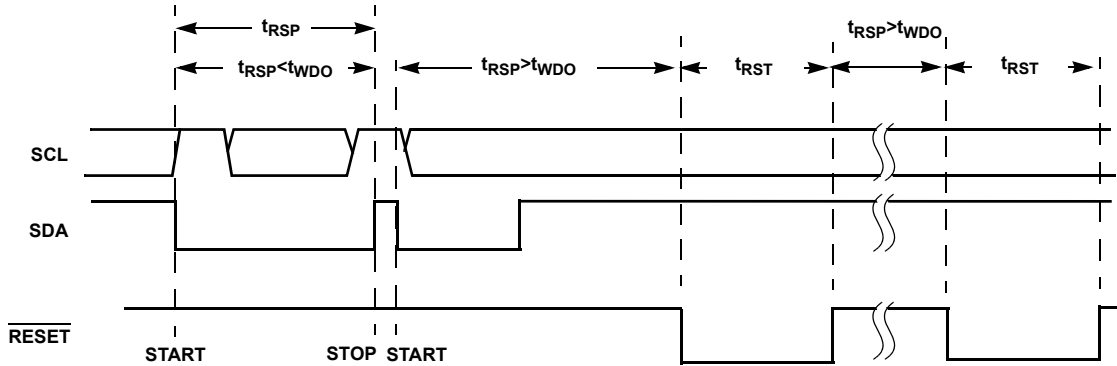 tRSP
tRSP<tWDO
tRSP>tWDO
tRST
tRSP>tWDO
tRST
SCL
SDA
RESET
START
STOP
START